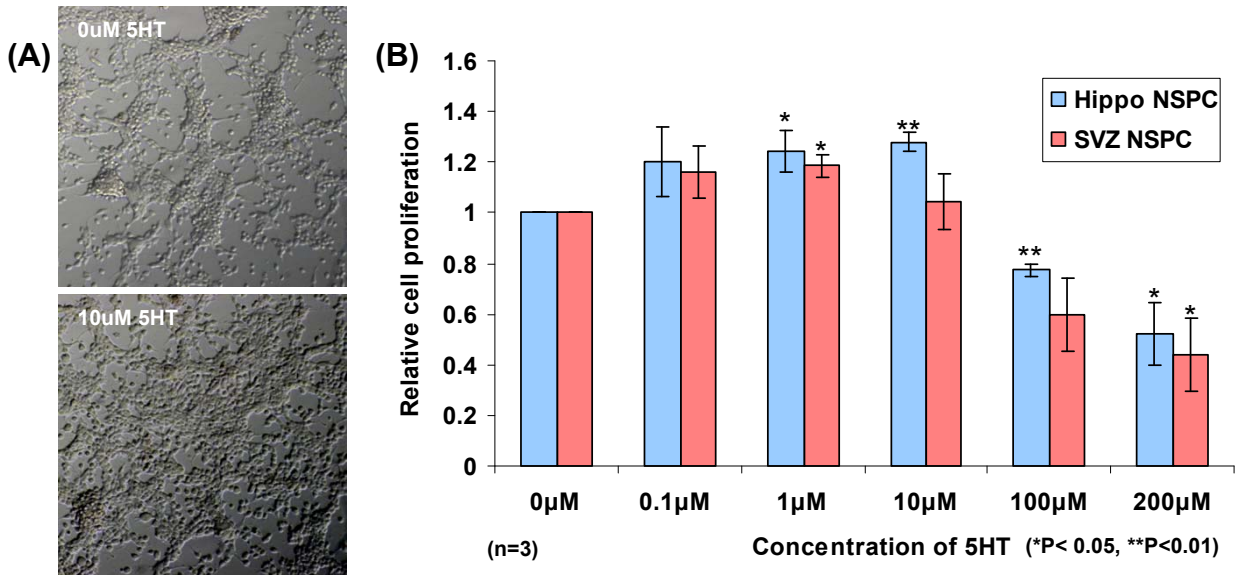 (A)
0uM 5HT
10uM 5HT
(B)
Relative cell proliferation
1.6
1.4
1.2
1
0.8
0.6
0.4
0.2
0
Hippo NSPC
SVZ NSPC
*
*
**
**
*
*
0µM 0.1µM 1µM 10µM 100µM 200µM
(n=3) Concentration of 5HT (*P< 0.05, **P<0.01)